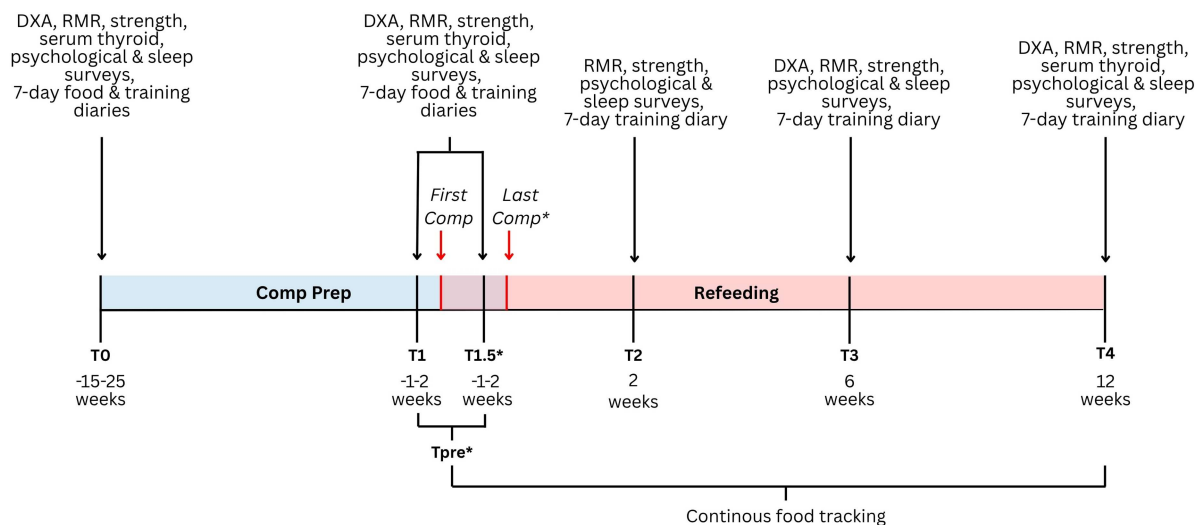 DXA, RMR, strength,
serum thyroid,
psychological & sleep
surveys,
7-day food & training
diaries
DXA, RMR, strength,
serum thyroid,
psychological & sleep
surveys,
7-day food & training
diaries
RMR, strength,
psychological &
sleep surveys,
7-day training diary
DXA, RMR, strength,
psychological & sleep
surveys,
7-day training diary
DXA, RMR, strength,
serum thyroid,
psychological & sleep
surveys,
7-day training diary
First
Comp
Last
Comp*
Comp Prep
Refeeding
T0
-15-25
weeks
T1
-1-2
weeks
T1.5*
-1-2
weeks
T2
2
weeks
T3
6
weeks
T4
12
weeks
Tpre*
Continous food tracking